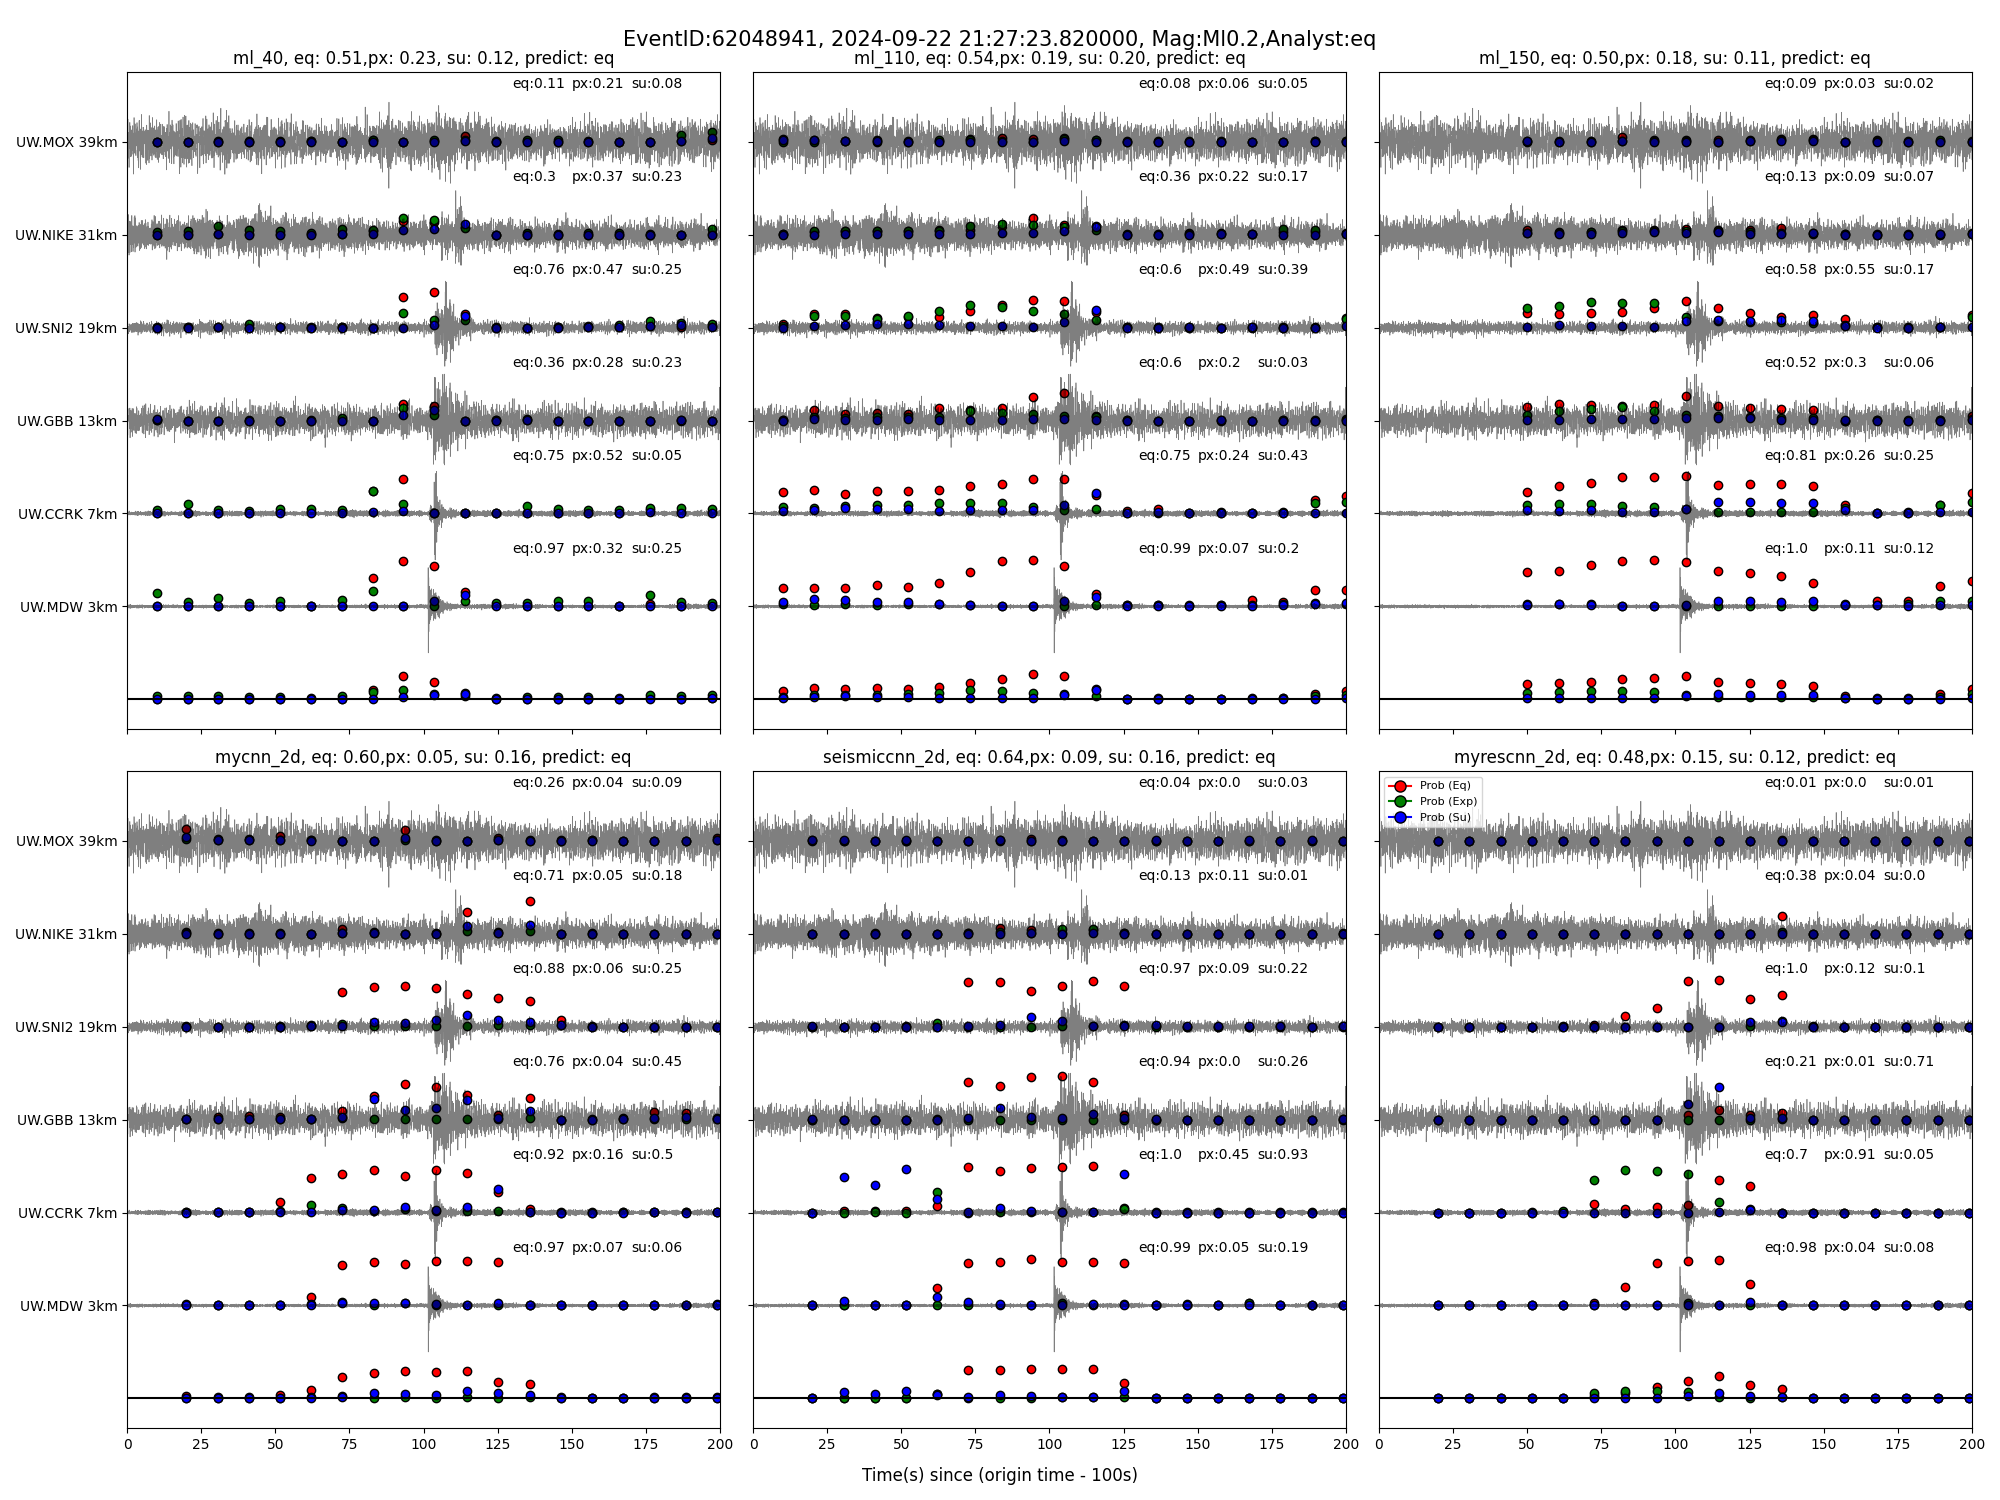 EventID:62048941, 2024-09-22 21:27:23.820000, Mag:Ml0.2,Analyst:eq
ml_40, eq: 0.51,px: 0.23, su: 0.12, predict: eq
eq:0.11 px:0.21 su:0.08
UW.MOX 39km
eq:0.3 px:0.37 su:0.23
UW.NIKE 31km
eq:0.76 px:0.47 su:0.25
UW.SNI2 19km
eq:0.36 px:0.28 su:0.23
UW.GBB 13km
eq:0.75 px:0.52 su:0.05
UW.CCRK 7km
eq:0.97 px:0.32 su:0.25
UW.MDW 3km
ml_110, eq: 0.54,px: 0.19, su: 0.20, predict: eq
eq:0.08 px:0.06 su:0.05
eq:0.36 px:0.22 su:0.17
eq:0.6 px:0.49 su:0.39
eq:0.6 px:0.2 su:0.03
eq:0.75 px:0.24 su:0.43
eq:0.99 px:0.07 su:0.2
ml_150, eq: 0.50,px: 0.18, su: 0.11, predict: eq
eq:0.09 px:0.03 su:0.02
eq:0.13 px:0.09 su:0.07
eq:0.58 px:0.55 su:0.17
eq:0.52 px:0.3 su:0.06
eq:0.81 px:0.26 su:0.25
eq:1.0 px:0.11 su:0.12
mycnn_2d, eq: 0.60,px: 0.05, su: 0.16, predict: eq
eq:0.26 px:0.04 su:0.09
UW.MOX 39km
eq:0.71 px:0.05 su:0.18
UW.NIKE 31km
eq:0.88 px:0.06 su:0.25
UW.SNI2 19km
eq:0.76 px:0.04 su:0.45
UW.GBB 13km
eq:0.92 px:0.16 su:0.5
UW.CCRK 7km
eq:0.97 px:0.07 su:0.06
UW.MDW 3km
0 25 50 75 100 125 150 175 200
seismiccnn_2d, eq: 0.64,px: 0.09, su: 0.16, predict: eq
eq:0.04 px:0.0 su:0.03
eq:0.13 px:0.11 su:0.01
eq:0.97 px:0.09 su:0.22
eq:0.94 px:0.0 su:0.26
eq:1.0 px:0.45 su:0.93
eq:0.99 px:0.05 su:0.19
0 25 50 75 100 125 150 175 200
myrescnn_2d, eq: 0.48,px: 0.15, su: 0.12, predict: eq
Prob (Eq)
Prob (Exp)
Prob (Su)
eq:0.01 px:0.0 su:0.01
eq:0.38 px:0.04 su:0.0
eq:1.0 px:0.12 su:0.1
eq:0.21 px:0.01 su:0.71
eq:0.7 px:0.91 su:0.05
eq:0.98 px:0.04 su:0.08
0 25 50 75 100 125 150 175 200
Time(s) since (origin time - 100s)